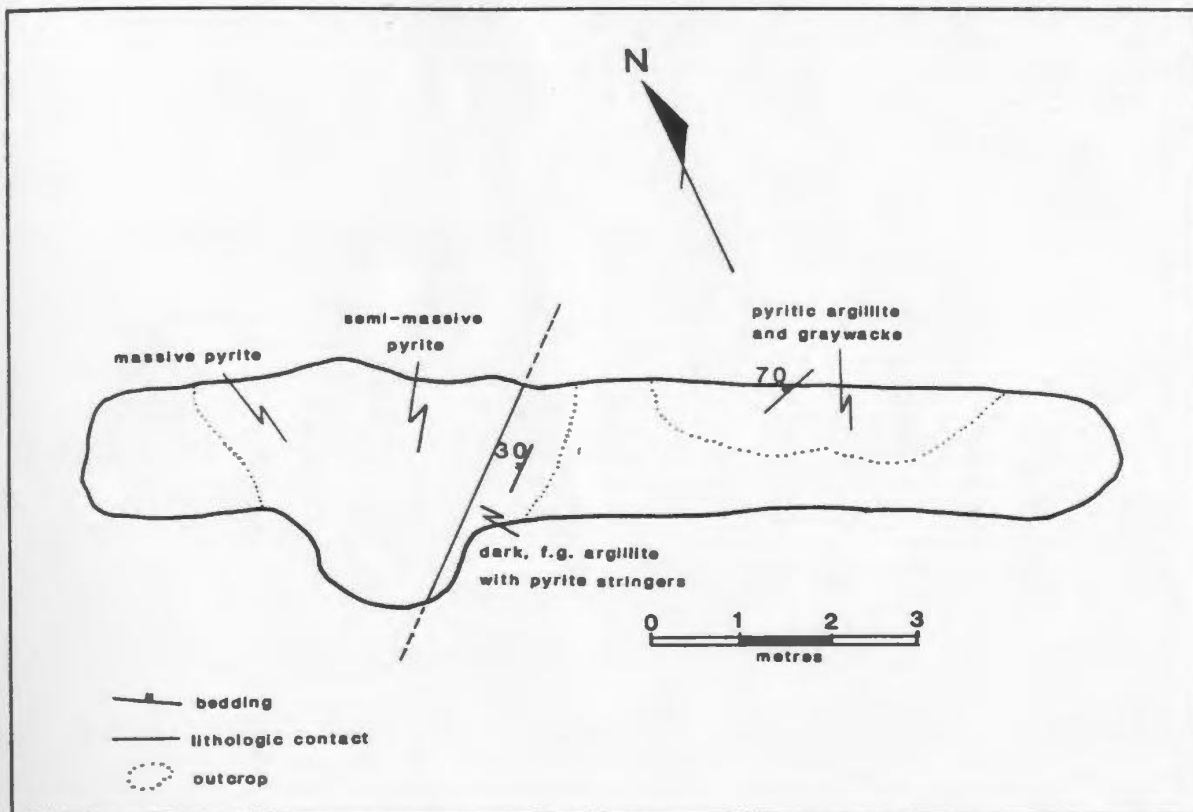 N
semi-massive
pyrite
massive pyrite
pyritic argillite
and graywacke
70
30
dark, f.g. argillite
with pyrite stringers
0 1 2 3
metres
bedding
lithologic contact
outcrop